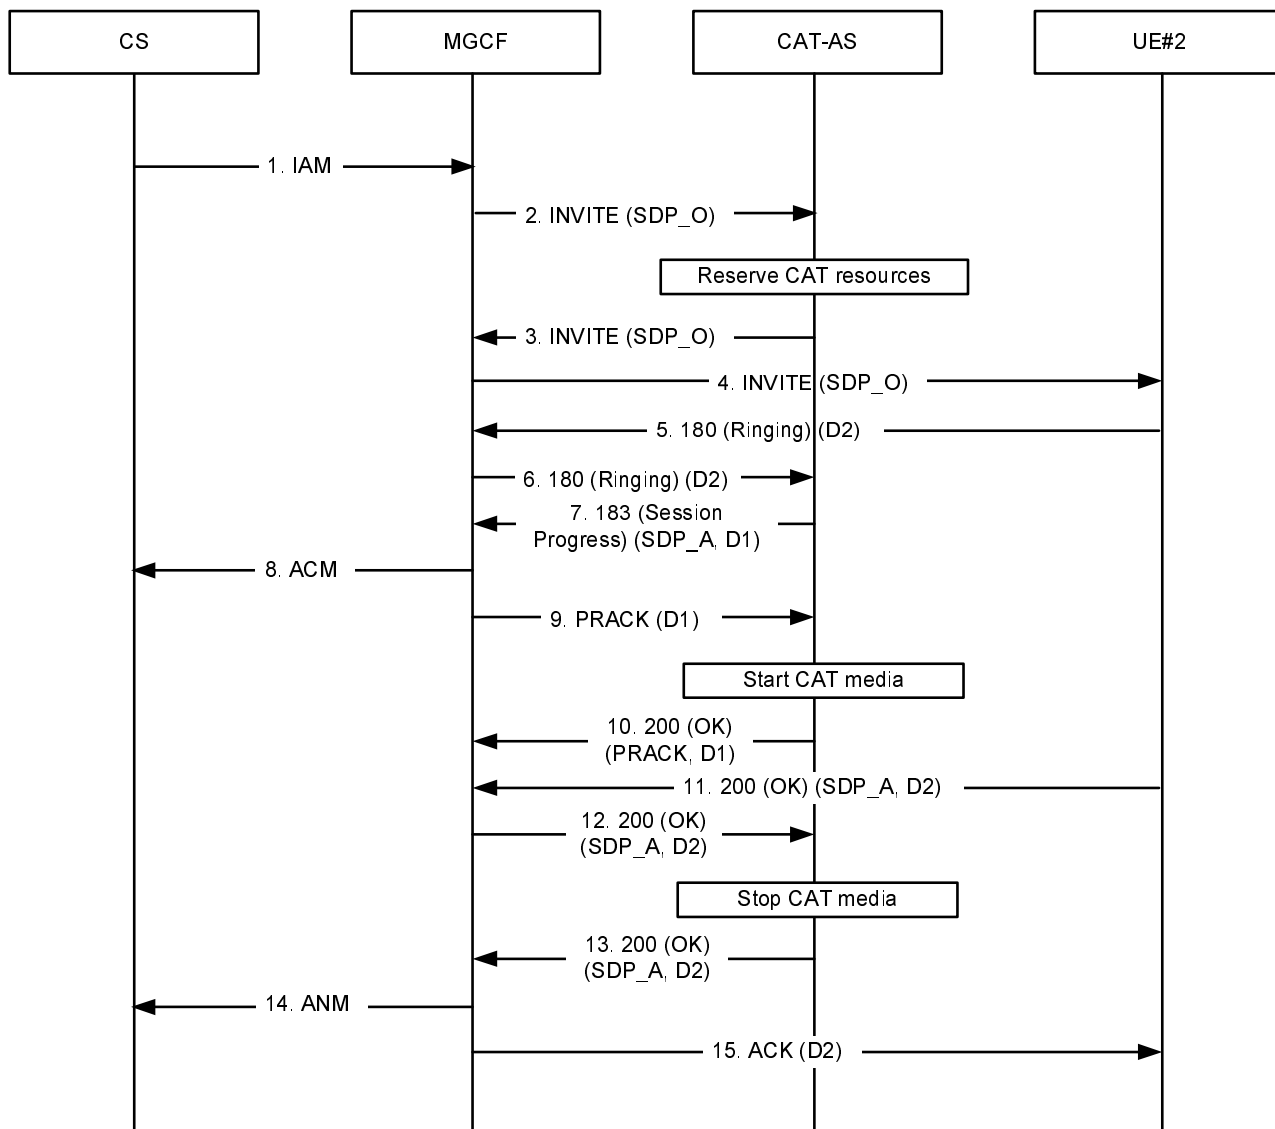 CS
MGCF
CAT-AS
UE#2
1. IAM
2. INVITE (SDP_O)
Reserve CAT resources
3. INVITE (SDP_O)
4. INVITE (SDP_O)
5. 180 (Ringing) (D2)
6. 180 (Ringing) (D2)
7. 183 (Session
Progress) (SDP_A, D1)
8. ACM
9. PRACK (D1)
Start CAT media
10. 200 (OK)
(PRACK, D1)
11. 200 (OK) (SDP_A, D2)
12. 200 (OK)
(SDP_A, D2)
Stop CAT media
13. 200 (OK)
(SDP_A, D2)
14. ANM
15. ACK (D2)